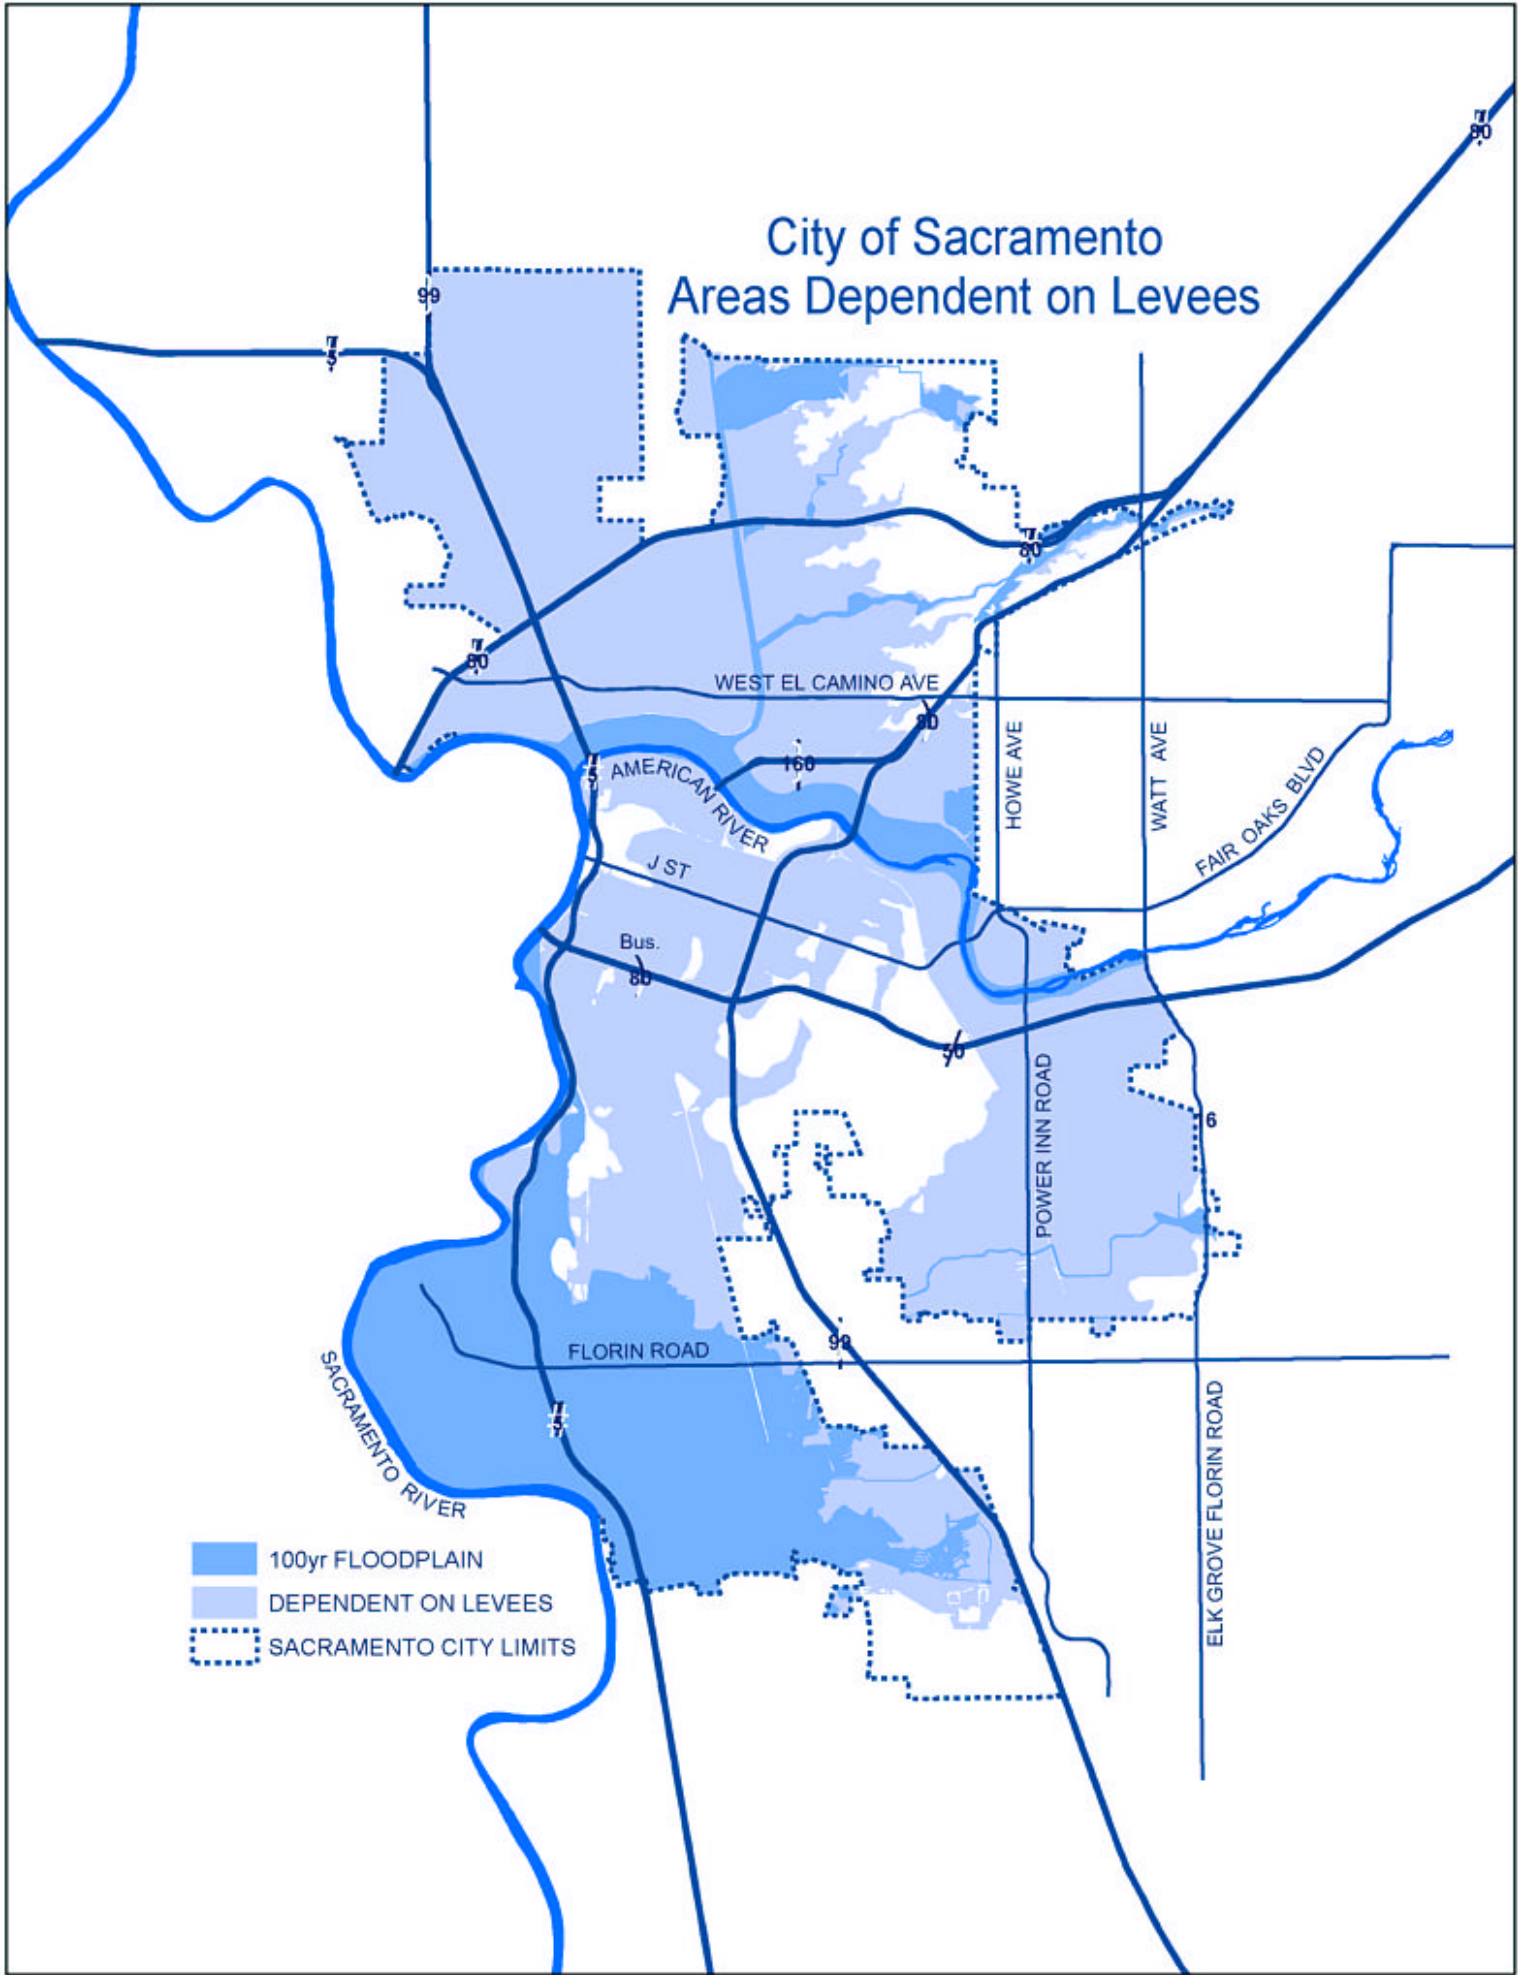 80
City of Sacramento
Areas Dependent on Levees
99
5
80
80
WEST EL CAMINO AVE
80
160
5
AMERICAN RIVER
HOWE AVE
WATT AVE
FAIR OAKS BLVD
J ST
Bus.
80
50
POWER INN ROAD
16
99
FLORIN ROAD
5
SACRAMENTO RIVER
ELK GROVE FLORIN ROAD
100yr FLOODPLAIN
DEPENDENT ON LEVEES
SACRAMENTO CITY LIMITS